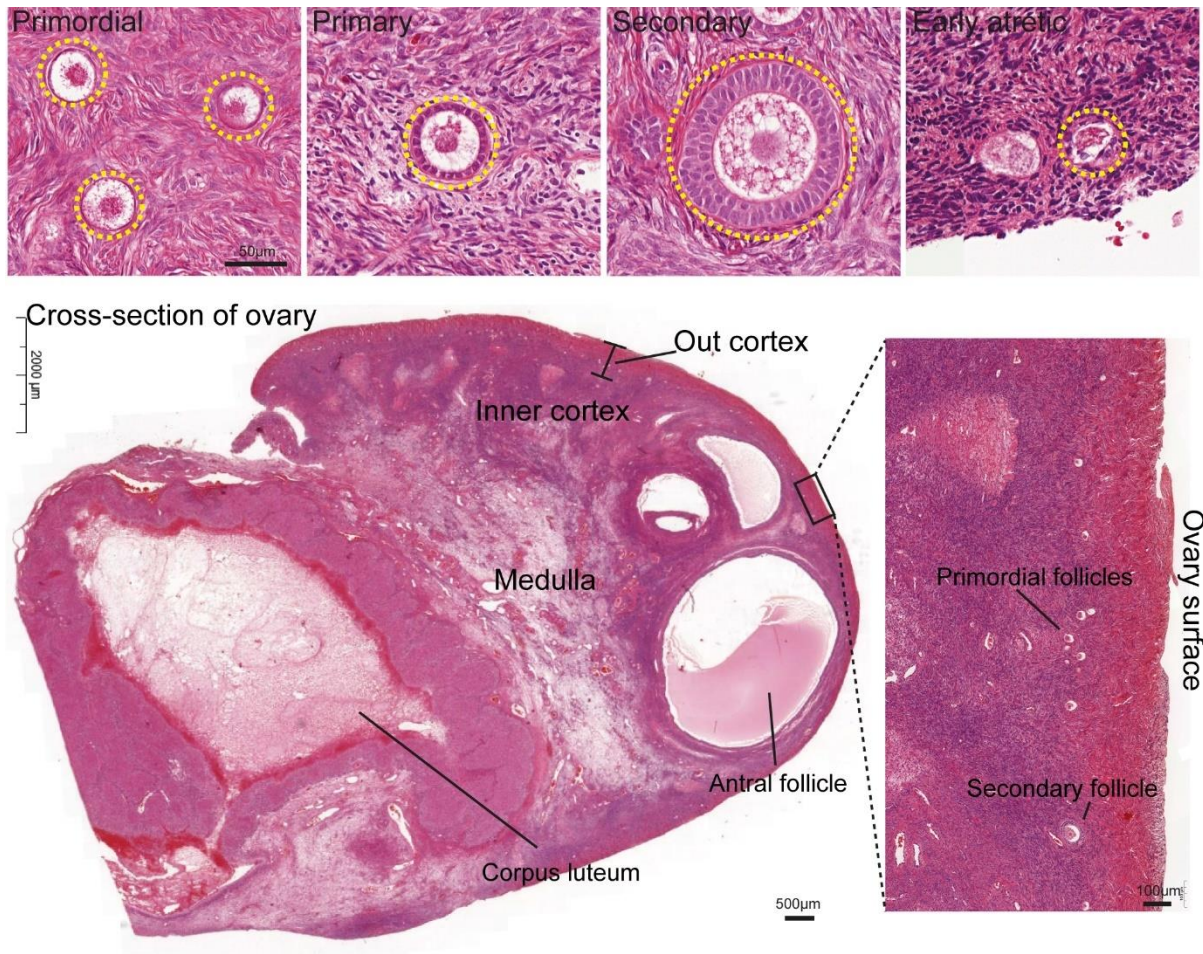 Primordial
Primary
Secondary
Early atretic
50µm
Cross-section of ovary
2000 µm
Out cortex
Inner cortex
Medulla
Antral follicle
Corpus luteum
500µm
Primordial follicles
Secondary follicle
Ovary surface
100µm